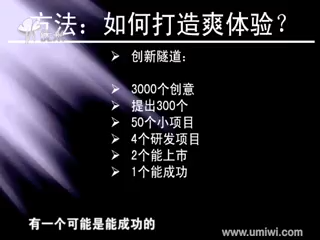 方法：如何打造爽体验？
创新隧道：
3000个创意
提出300个
50个小项目
4个研发项目
2个能上市
1个能成功
有一个可能是能成功的
www.umiwi.com